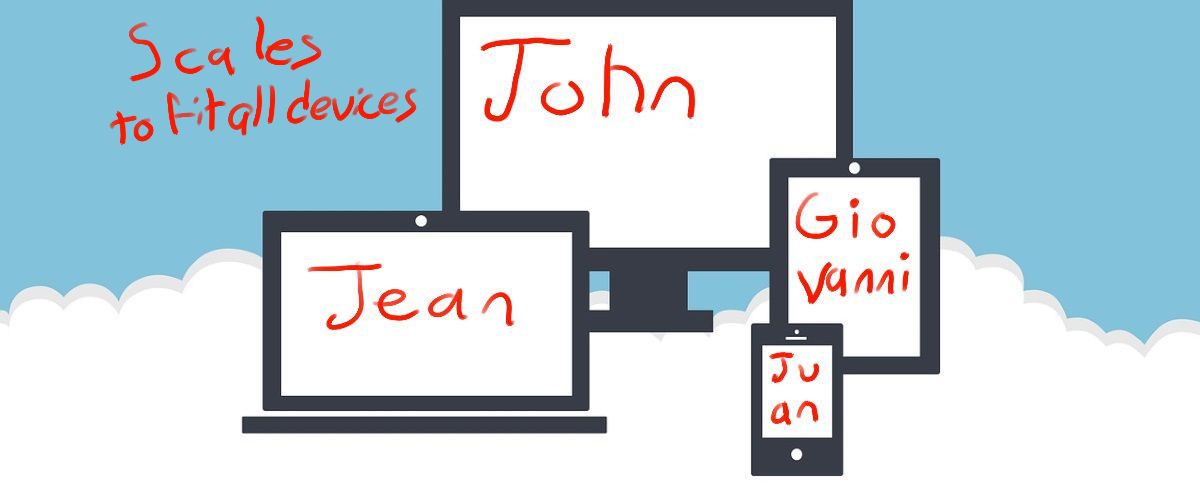 Scales
to fit all devices
John
Jean
Gio
vanni
Ju
an